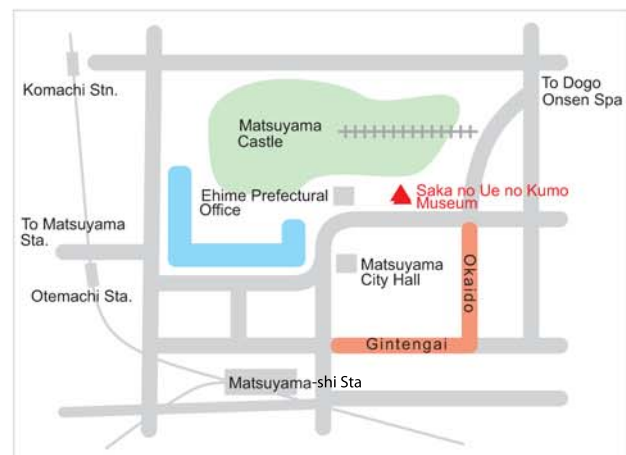 Komachi Stn.
To Dogo
Onsen Spa
Matsuyama
Castle
Ehime Prefectural
Office
Saka no Ue no Kumo
Museum
To Matsuyama
Sta.
Matsuyama
City Hall
Okaido
Otemachi Sta.
Gintengai
Matsuyama-shi Sta